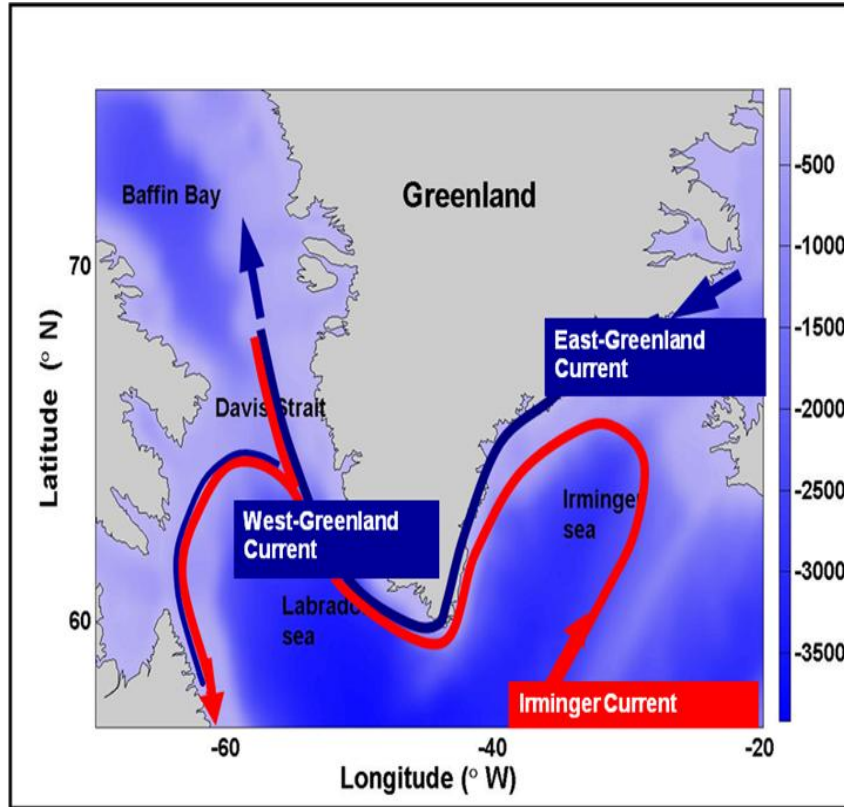 Baffin Bay
Greenland
-500
-1000
-1500
-2000
-2500
-3000
-3500
70
60
Latitude (° N)
East-Greenland
Current
Davis Strait
Irminger
sea
West-Greenland
Current
Labrado
sea
Irminger Current
-60
-40
-20
Longitude (° W)